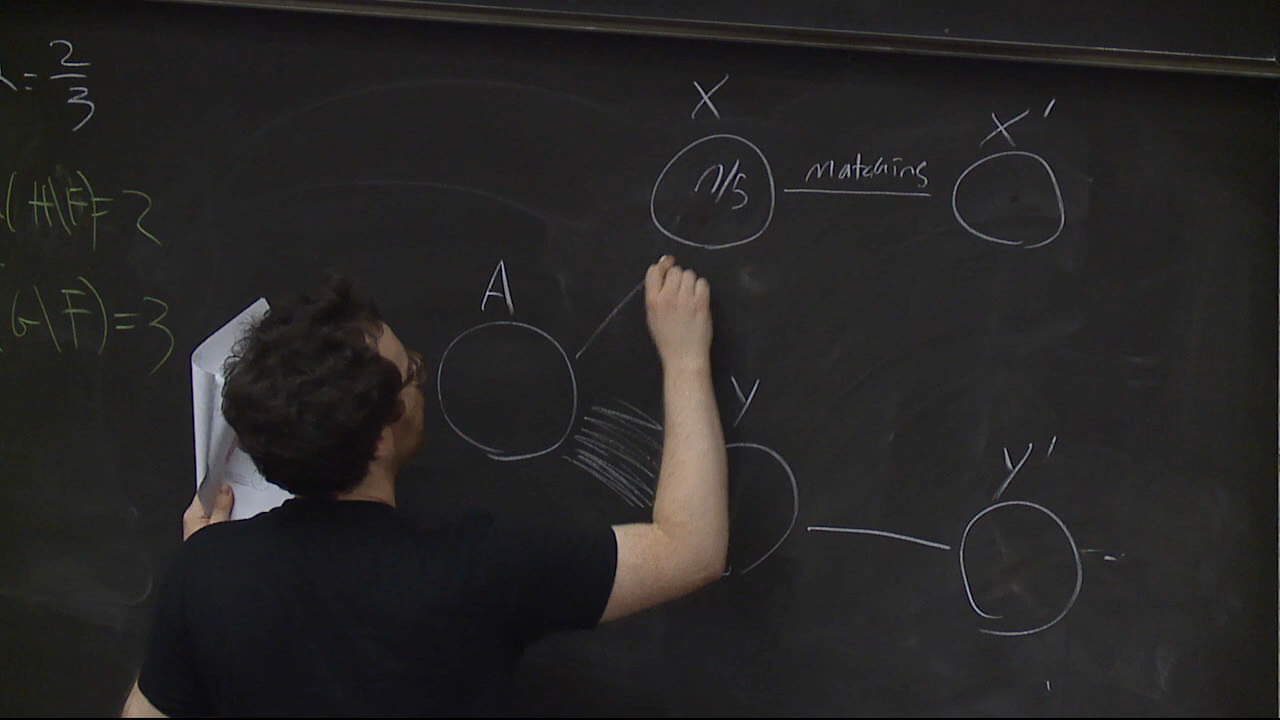 = 2/3
X
X'
n/5
Matching
(H\F)=2
A
(G\F)=3
Y
Y'